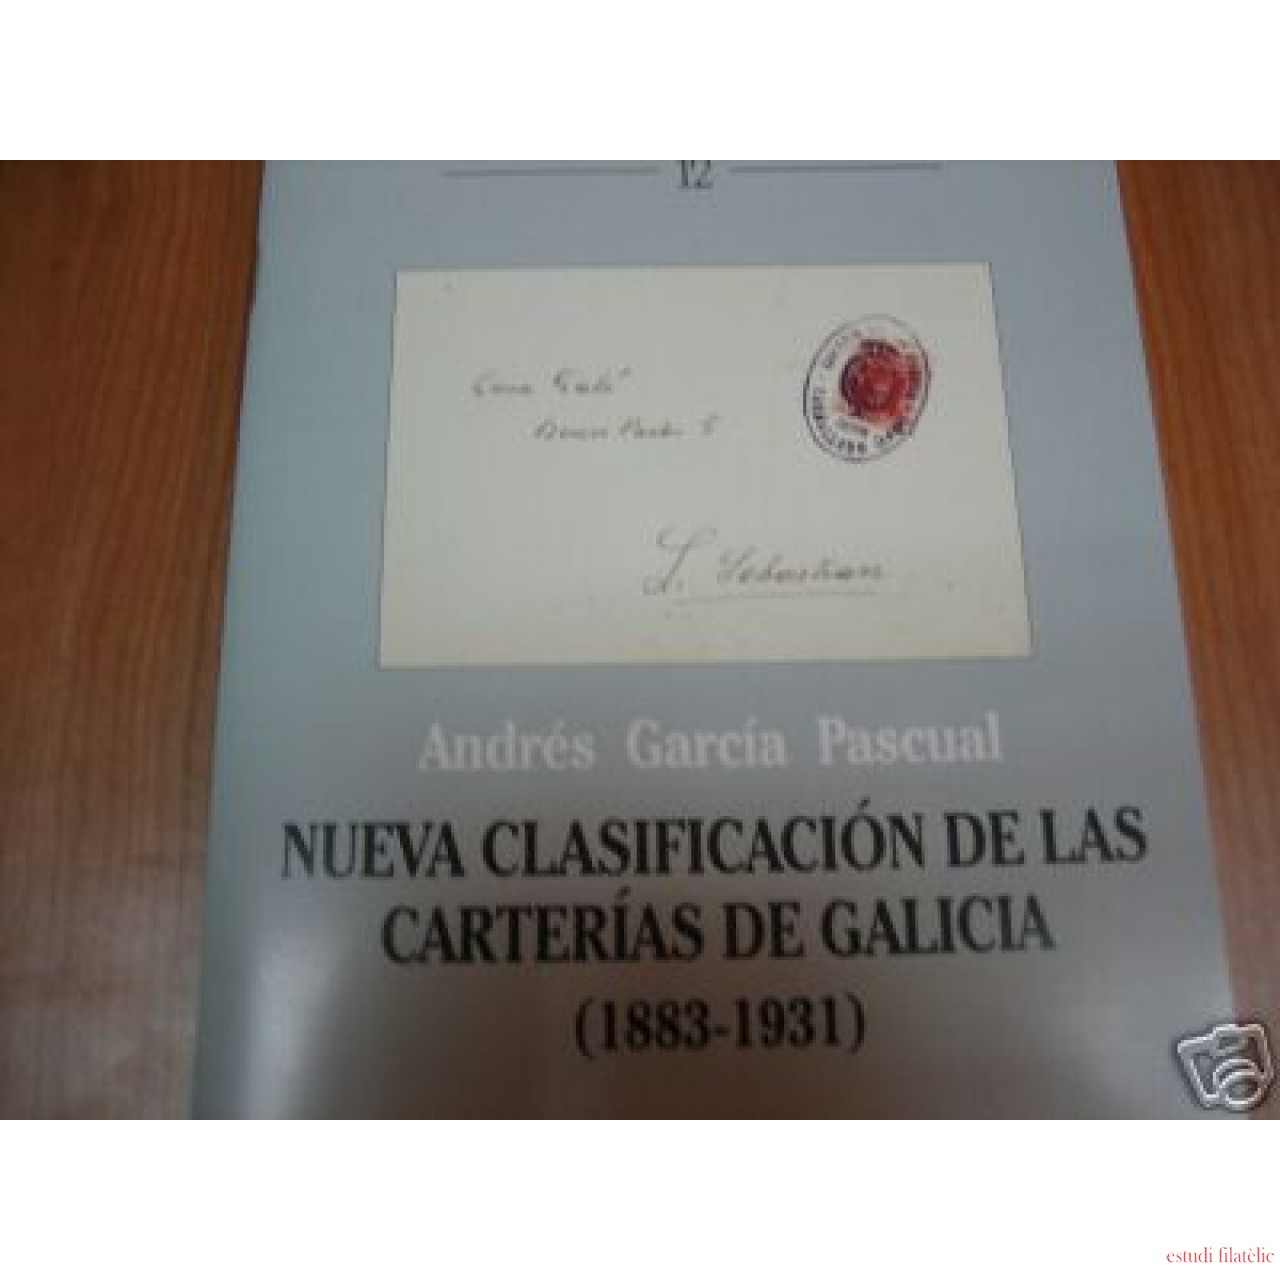 12
S. Sebastian
Andrés García Pascual
NUEVA CLASIFICACIÓN DE LAS
CARTERÍAS DE GALICIA
(1883-1931)
estudi filatèlic